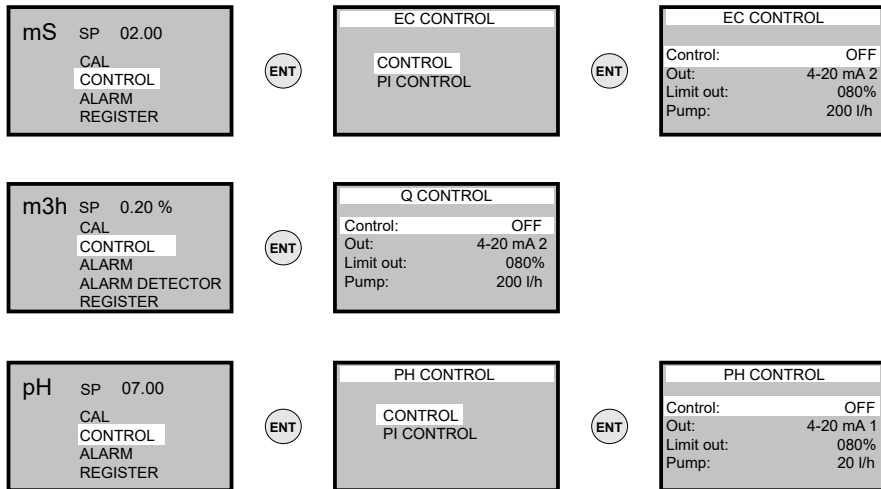 mS SP 02.00
CAL
CONTROL
ALARM
REGISTER
ENT
EC CONTROL
CONTROL
PI CONTROL
ENT
EC CONTROL
Control: OFF
Out: 4-20 mA 2
Limit out: 080%
Pump: 200 l/h
m3h SP 0.20 %
CAL
CONTROL
ALARM
ALARM DETECTOR
REGISTER
ENT
Q CONTROL
Control: OFF
Out: 4-20 mA 2
Limit out: 080%
Pump: 200 l/h
pH SP 07.00
CAL
CONTROL
ALARM
REGISTER
ENT
PH CONTROL
CONTROL
PI CONTROL
ENT
PH CONTROL
Control: OFF
Out: 4-20 mA 1
Limit out: 080%
Pump: 20 l/h